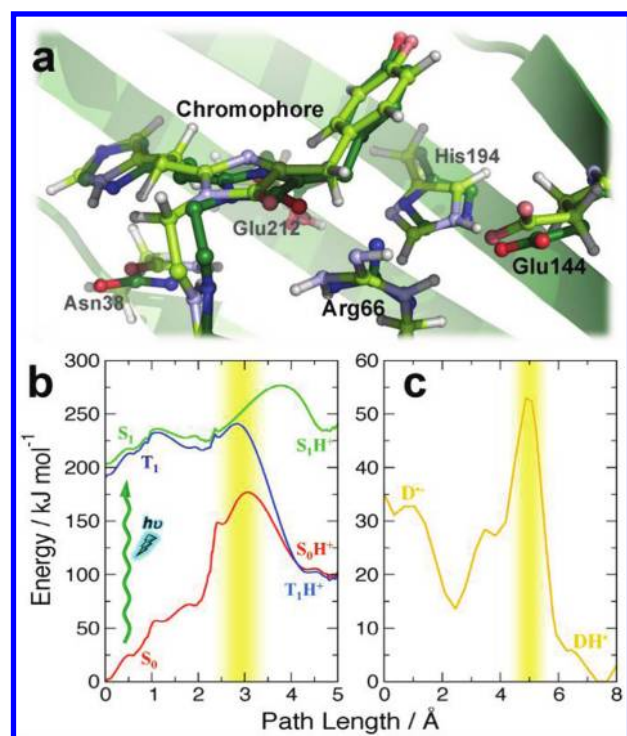 a
Chromophore
His194
Glu212
Glu144
Asn38
Arg66
b
c
300
250
200
150
100
50
0
Energy / kJ mol⁻¹
S₁
T₁
hυ
S₀
S₁H⁺
S₀H⁺
T₁H⁺
0 1 2 3 4 5
60
50
40
30
20
10
0
D•−
DH•
0 2 4 6 8
Path Length / Å